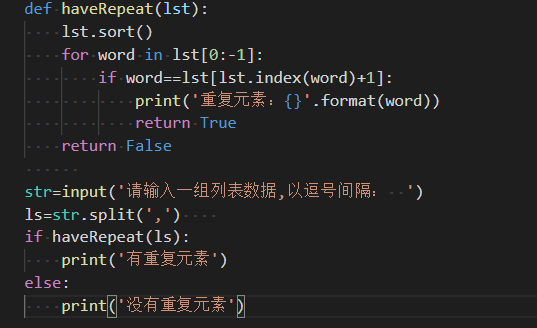 def haveRepeat(lst):
    lst.sort()
    for word in lst[0:-1]:
        if word==lst[lst.index(word)+1]:
            print('重复元素：{}'.format(word))
            return True
    return False

str=input('请输入一组列表数据,以逗号间隔：  ')
ls=str.split(',')
if haveRepeat(ls):
    print('有重复元素')
else:
    print('没有重复元素')